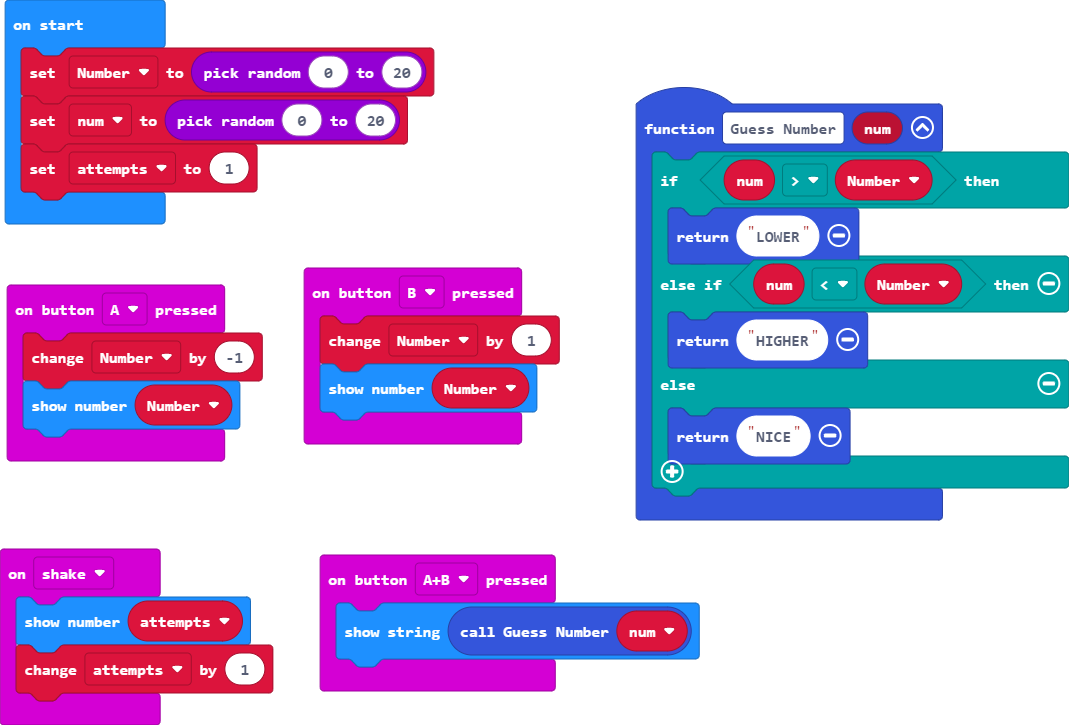 on start
set Number to pick random 0 to 20
set num to pick random 0 to 20
set attempts to 1
on button A pressed
change Number by -1
show number Number
on button B pressed
change Number by 1
show number Number
function Guess Number num
if num > Number then
return "LOWER"
else if num < Number then
return "HIGHER"
else
return "NICE"
on shake
show number attempts
change attempts by 1
on button A+B pressed
show string call Guess Number num